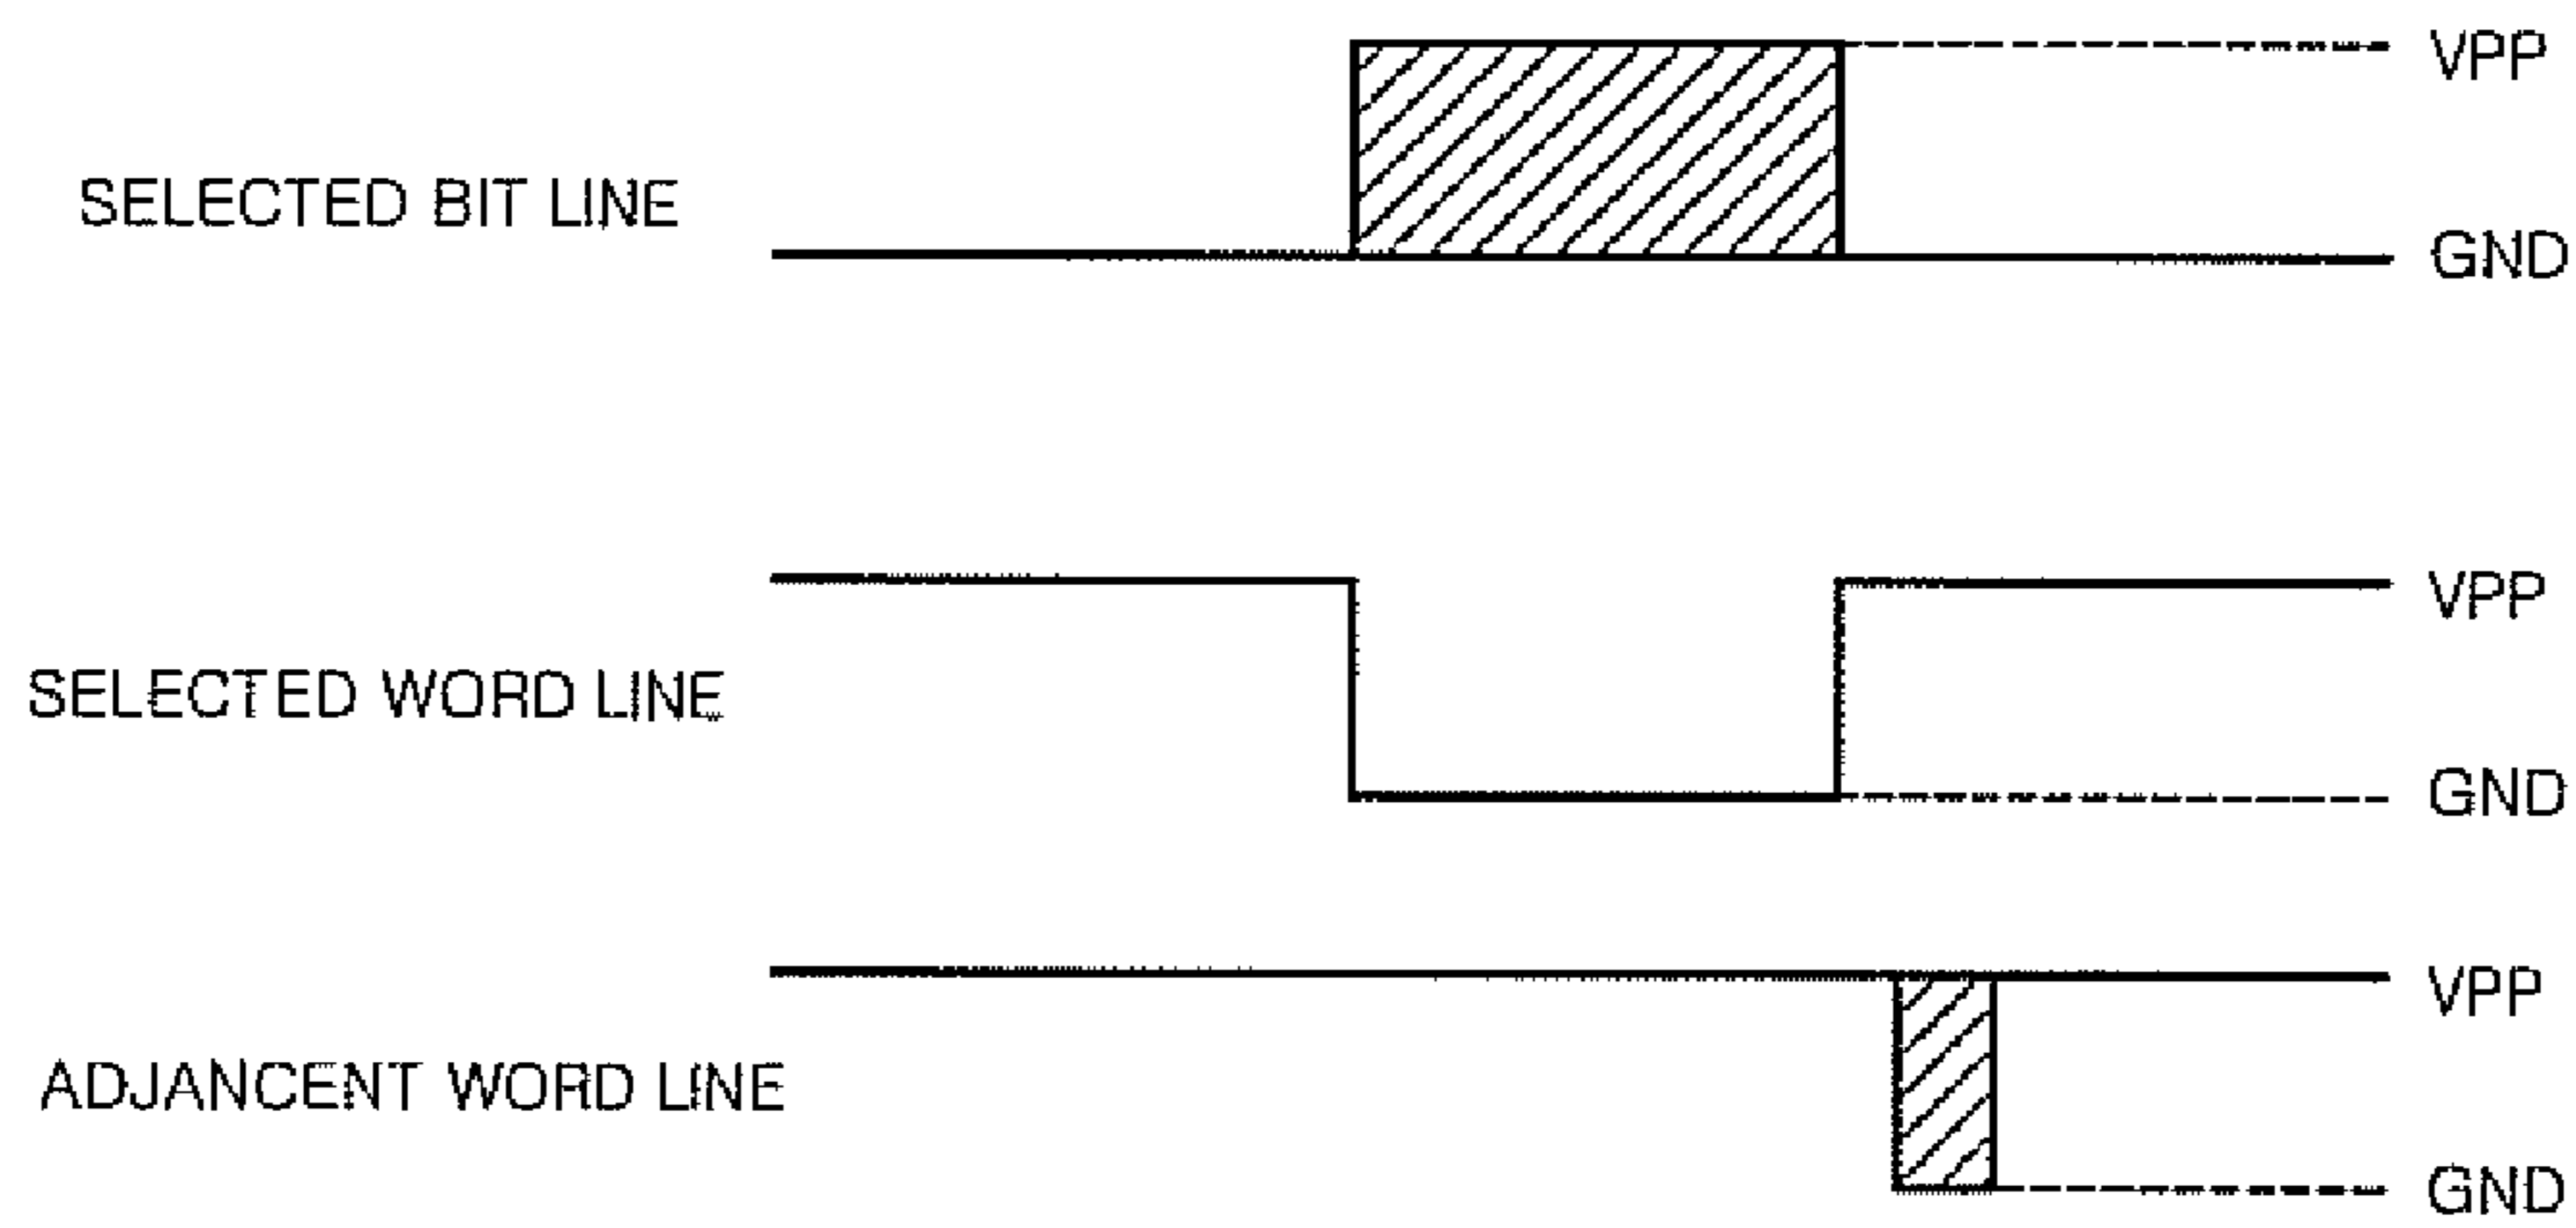 VPP
SELECTED BIT LINE
GND
VPP
SELECTED WORD LINE
GND
VPP
ADJANCENT WORD LINE
GND